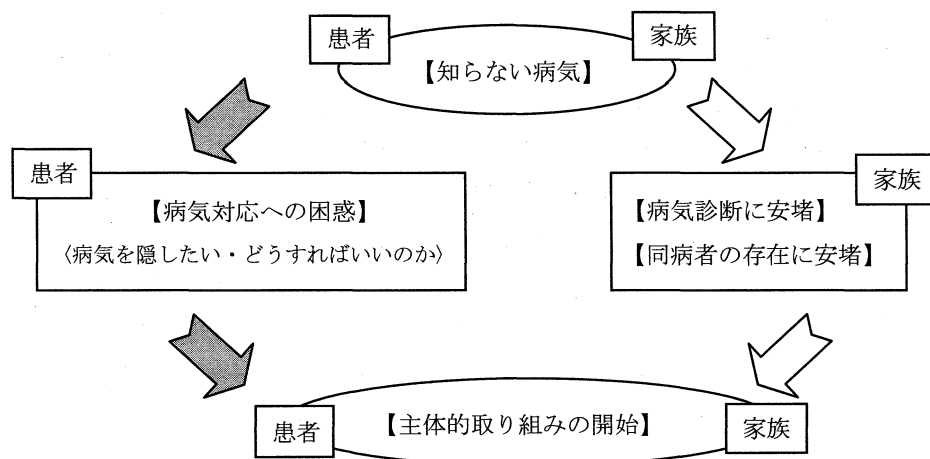 患者
家族
【知らない病気】
患者
家族
【病気対応への困惑】
〈病気を隠したい・どうすればいいのか〉
【病気診断に安堵】
【同病者の存在に安堵】
患者
【主体的取り組みの開始】
家族